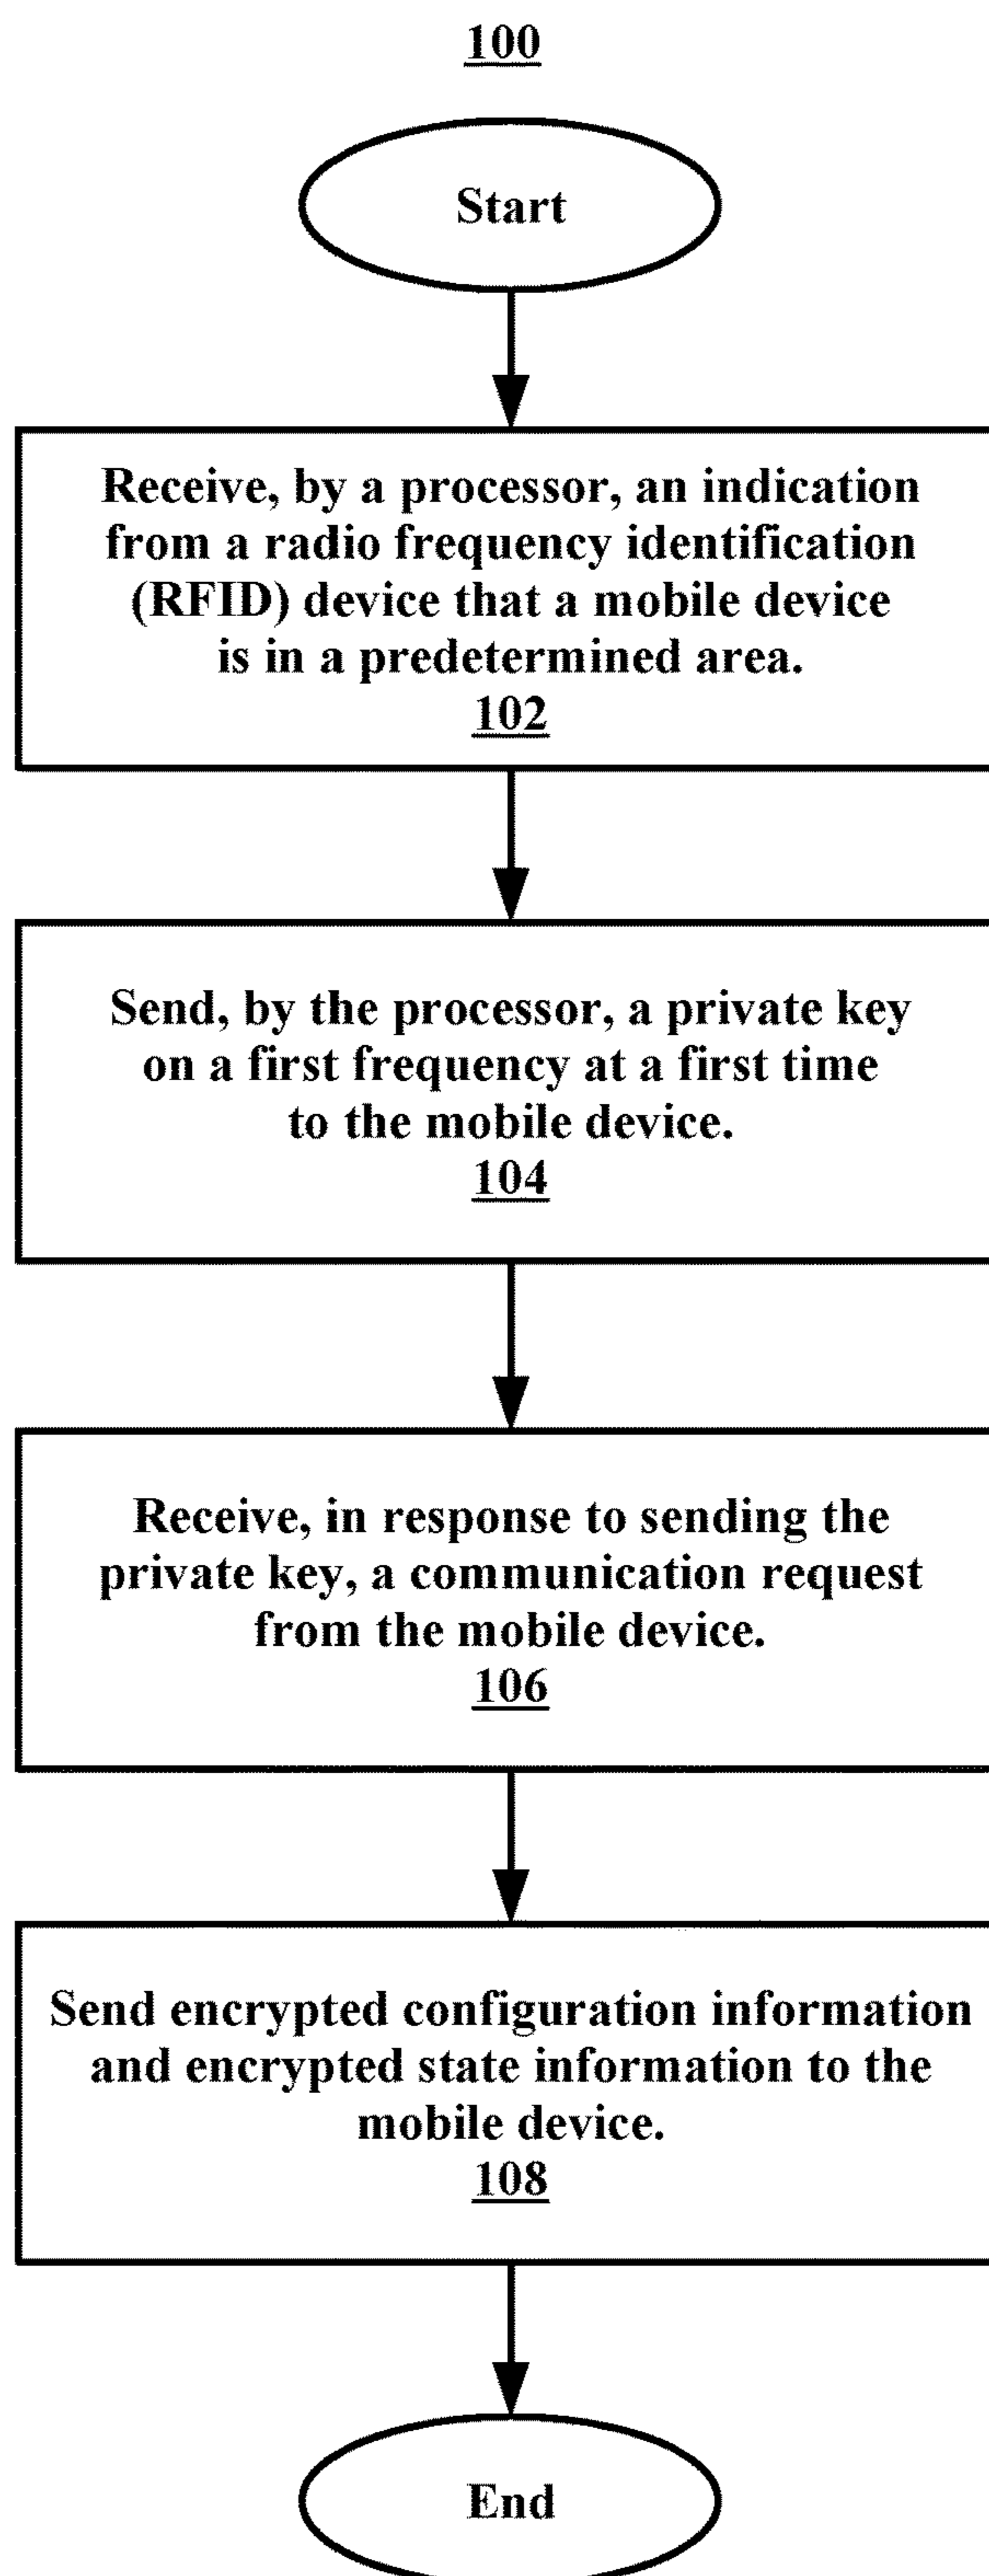 100
Start
Receive, by a processor, an indication
from a radio frequency identification
(RFID) device that a mobile device
is in a predetermined area.
102
Send, by the processor, a private key
on a first frequency at a first time
to the mobile device.
104
Receive, in response to sending the
private key, a communication request
from the mobile device.
106
Send encrypted configuration information
and encrypted state information to the
mobile device.
108
End